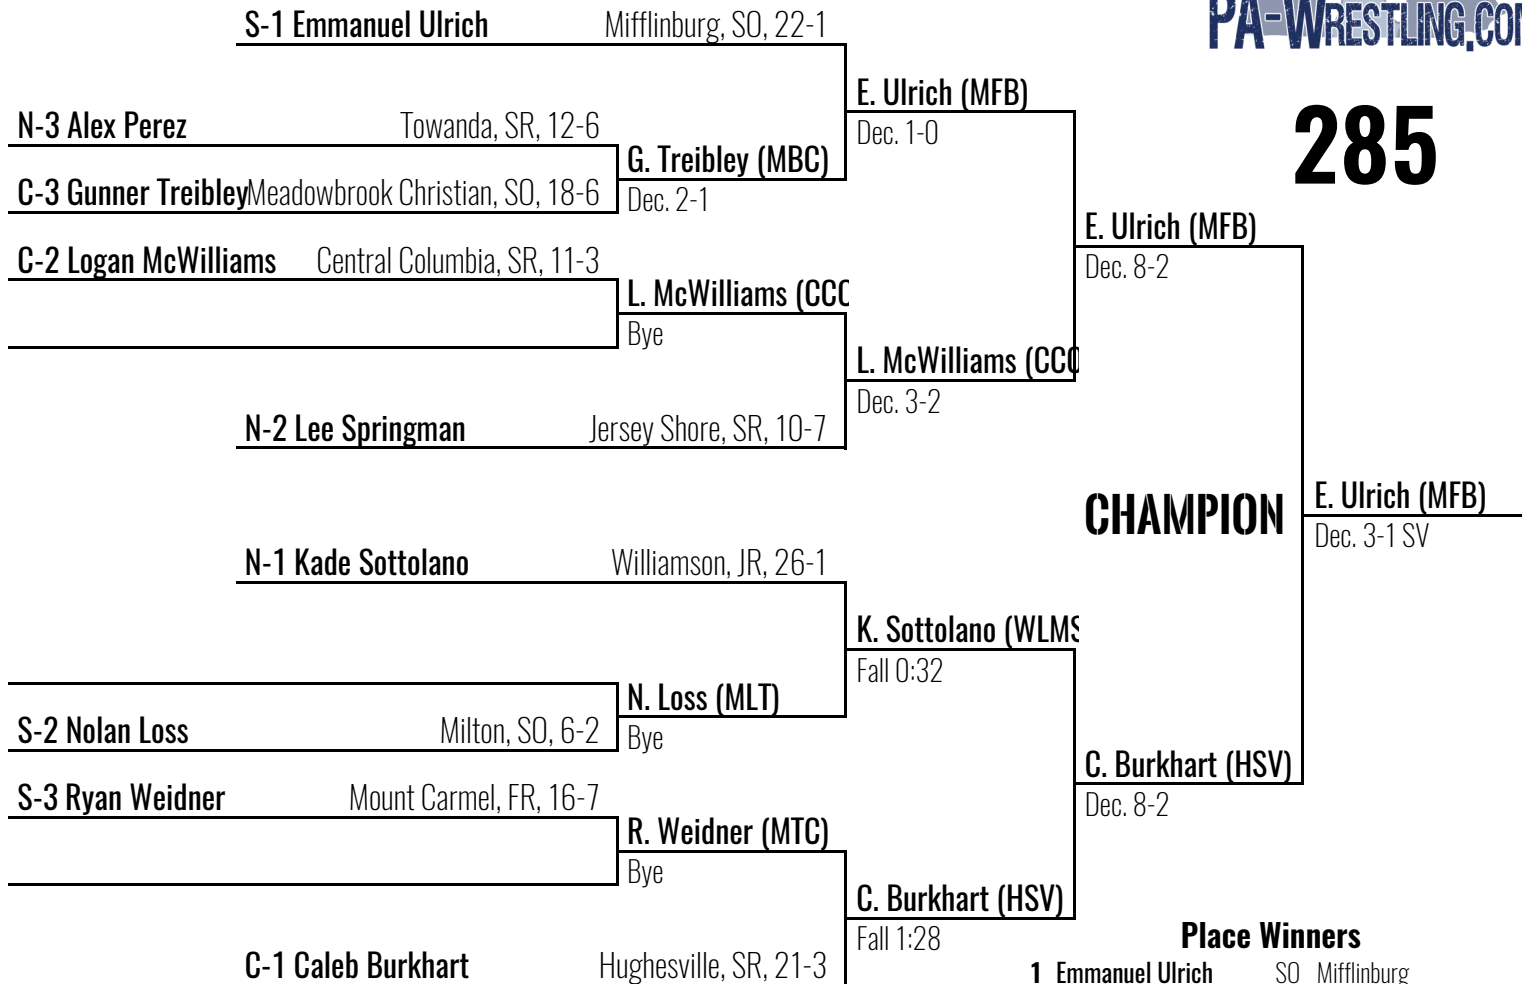 PA-WRESTLING.COM
S-1 Emmanuel Ulrich Mifflinburg, SO, 22-1
E. Ulrich (MFB)
Dec. 1-0
285
N-3 Alex Perez Towanda, SR, 12-6
G. Treibley (MBC)
Dec. 2-1
C-3 Gunner Treibley Meadowbrook Christian, SO, 18-6
E. Ulrich (MFB)
Dec. 8-2
C-2 Logan McWilliams Central Columbia, SR, 11-3
L. McWilliams (CCC
Bye
L. McWilliams (CCC
Dec. 3-2
N-2 Lee Springman Jersey Shore, SR, 10-7
CHAMPION
E. Ulrich (MFB)
Dec. 3-1 SV
N-1 Kade Sottolano Williamson, JR, 26-1
K. Sottolano (WLMS
Fall 0:32
N. Loss (MLT)
Bye
S-2 Nolan Loss Milton, SO, 6-2
C. Burkhart (HSV)
Dec. 8-2
S-3 Ryan Weidner Mount Carmel, FR, 16-7
R. Weidner (MTC)
Bye
C. Burkhart (HSV)
Fall 1:28
C-1 Caleb Burkhart Hughesville, SR, 21-3
Place Winners
1 Emmanuel Ulrich SO Mifflinburg